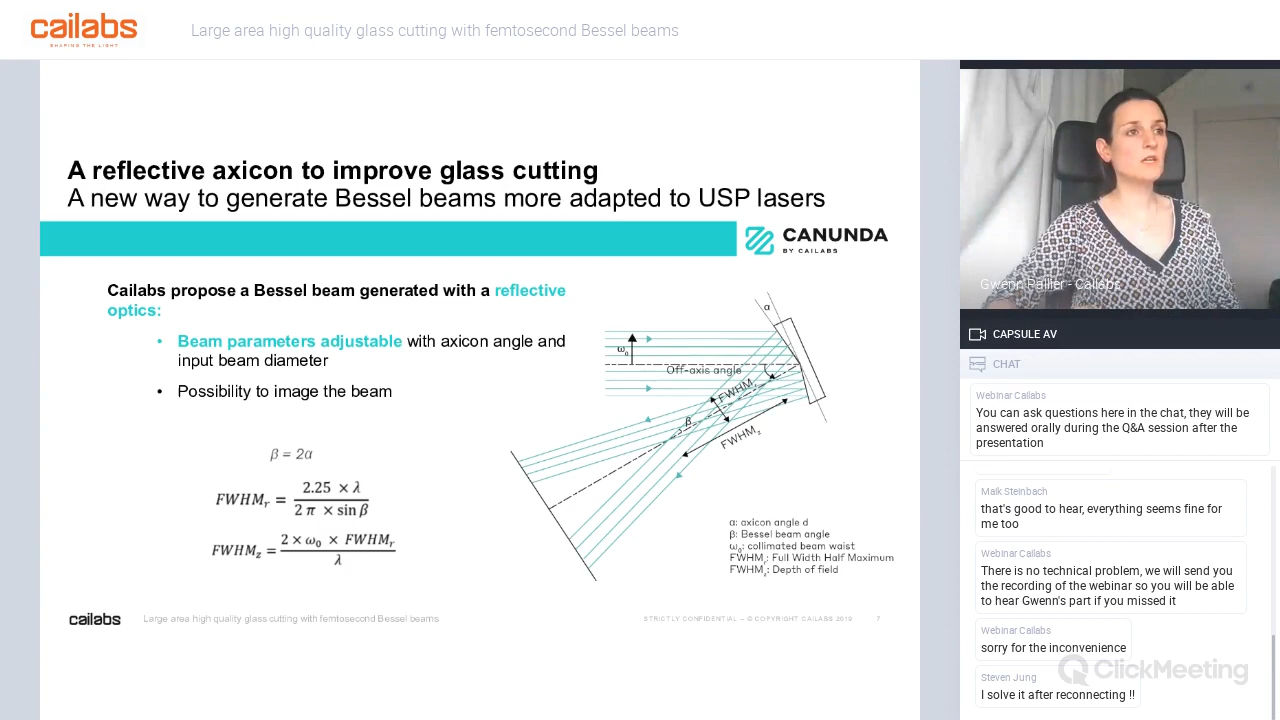 cailabs
SHAPING THE LIGHT
Large area high quality glass cutting with femtosecond Bessel beams
A reflective axicon to improve glass cutting
A new way to generate Bessel beams more adapted to USP lasers
CANUNDA
BY CAILABS
Cailabs propose a Bessel beam generated with a reflective
optics:
• Beam parameters adjustable with axicon angle and
input beam diameter
• Possibility to image the beam
β = 2α
FWHM_r = 2.25 × λ / 2 π × sin β
FWHM_z = 2 × ω₀ × FWHM_r / λ
α
ω₀
Off-axis angle
FWHM_r
β
FWHM_z
α: axicon angle d
β: Bessel beam angle
ω₀: collimated beam waist
FWHM_r: Full Width Half Maximum
FWHM_z: Depth of field
cailabs
Large area high quality glass cutting with femtosecond Bessel beams
STRICTLY CONFIDENTIAL – © COPYRIGHT CAILABS 2019
7
Gwenn Pallier - Cailabs
CAPSULE AV
CHAT
Webinar Cailabs
You can ask questions here in the chat, they will be
answered orally during the Q&A session after the
presentation
Maik Steinbach
that's good to hear, everything seems fine for
me too
Webinar Cailabs
There is no technical problem, we will send you
the recording of the webinar so you will be able
to hear Gwenn's part if you missed it
Webinar Cailabs
sorry for the inconvenience
Steven Jung
I solve it after reconnecting !!
ClickMeeting